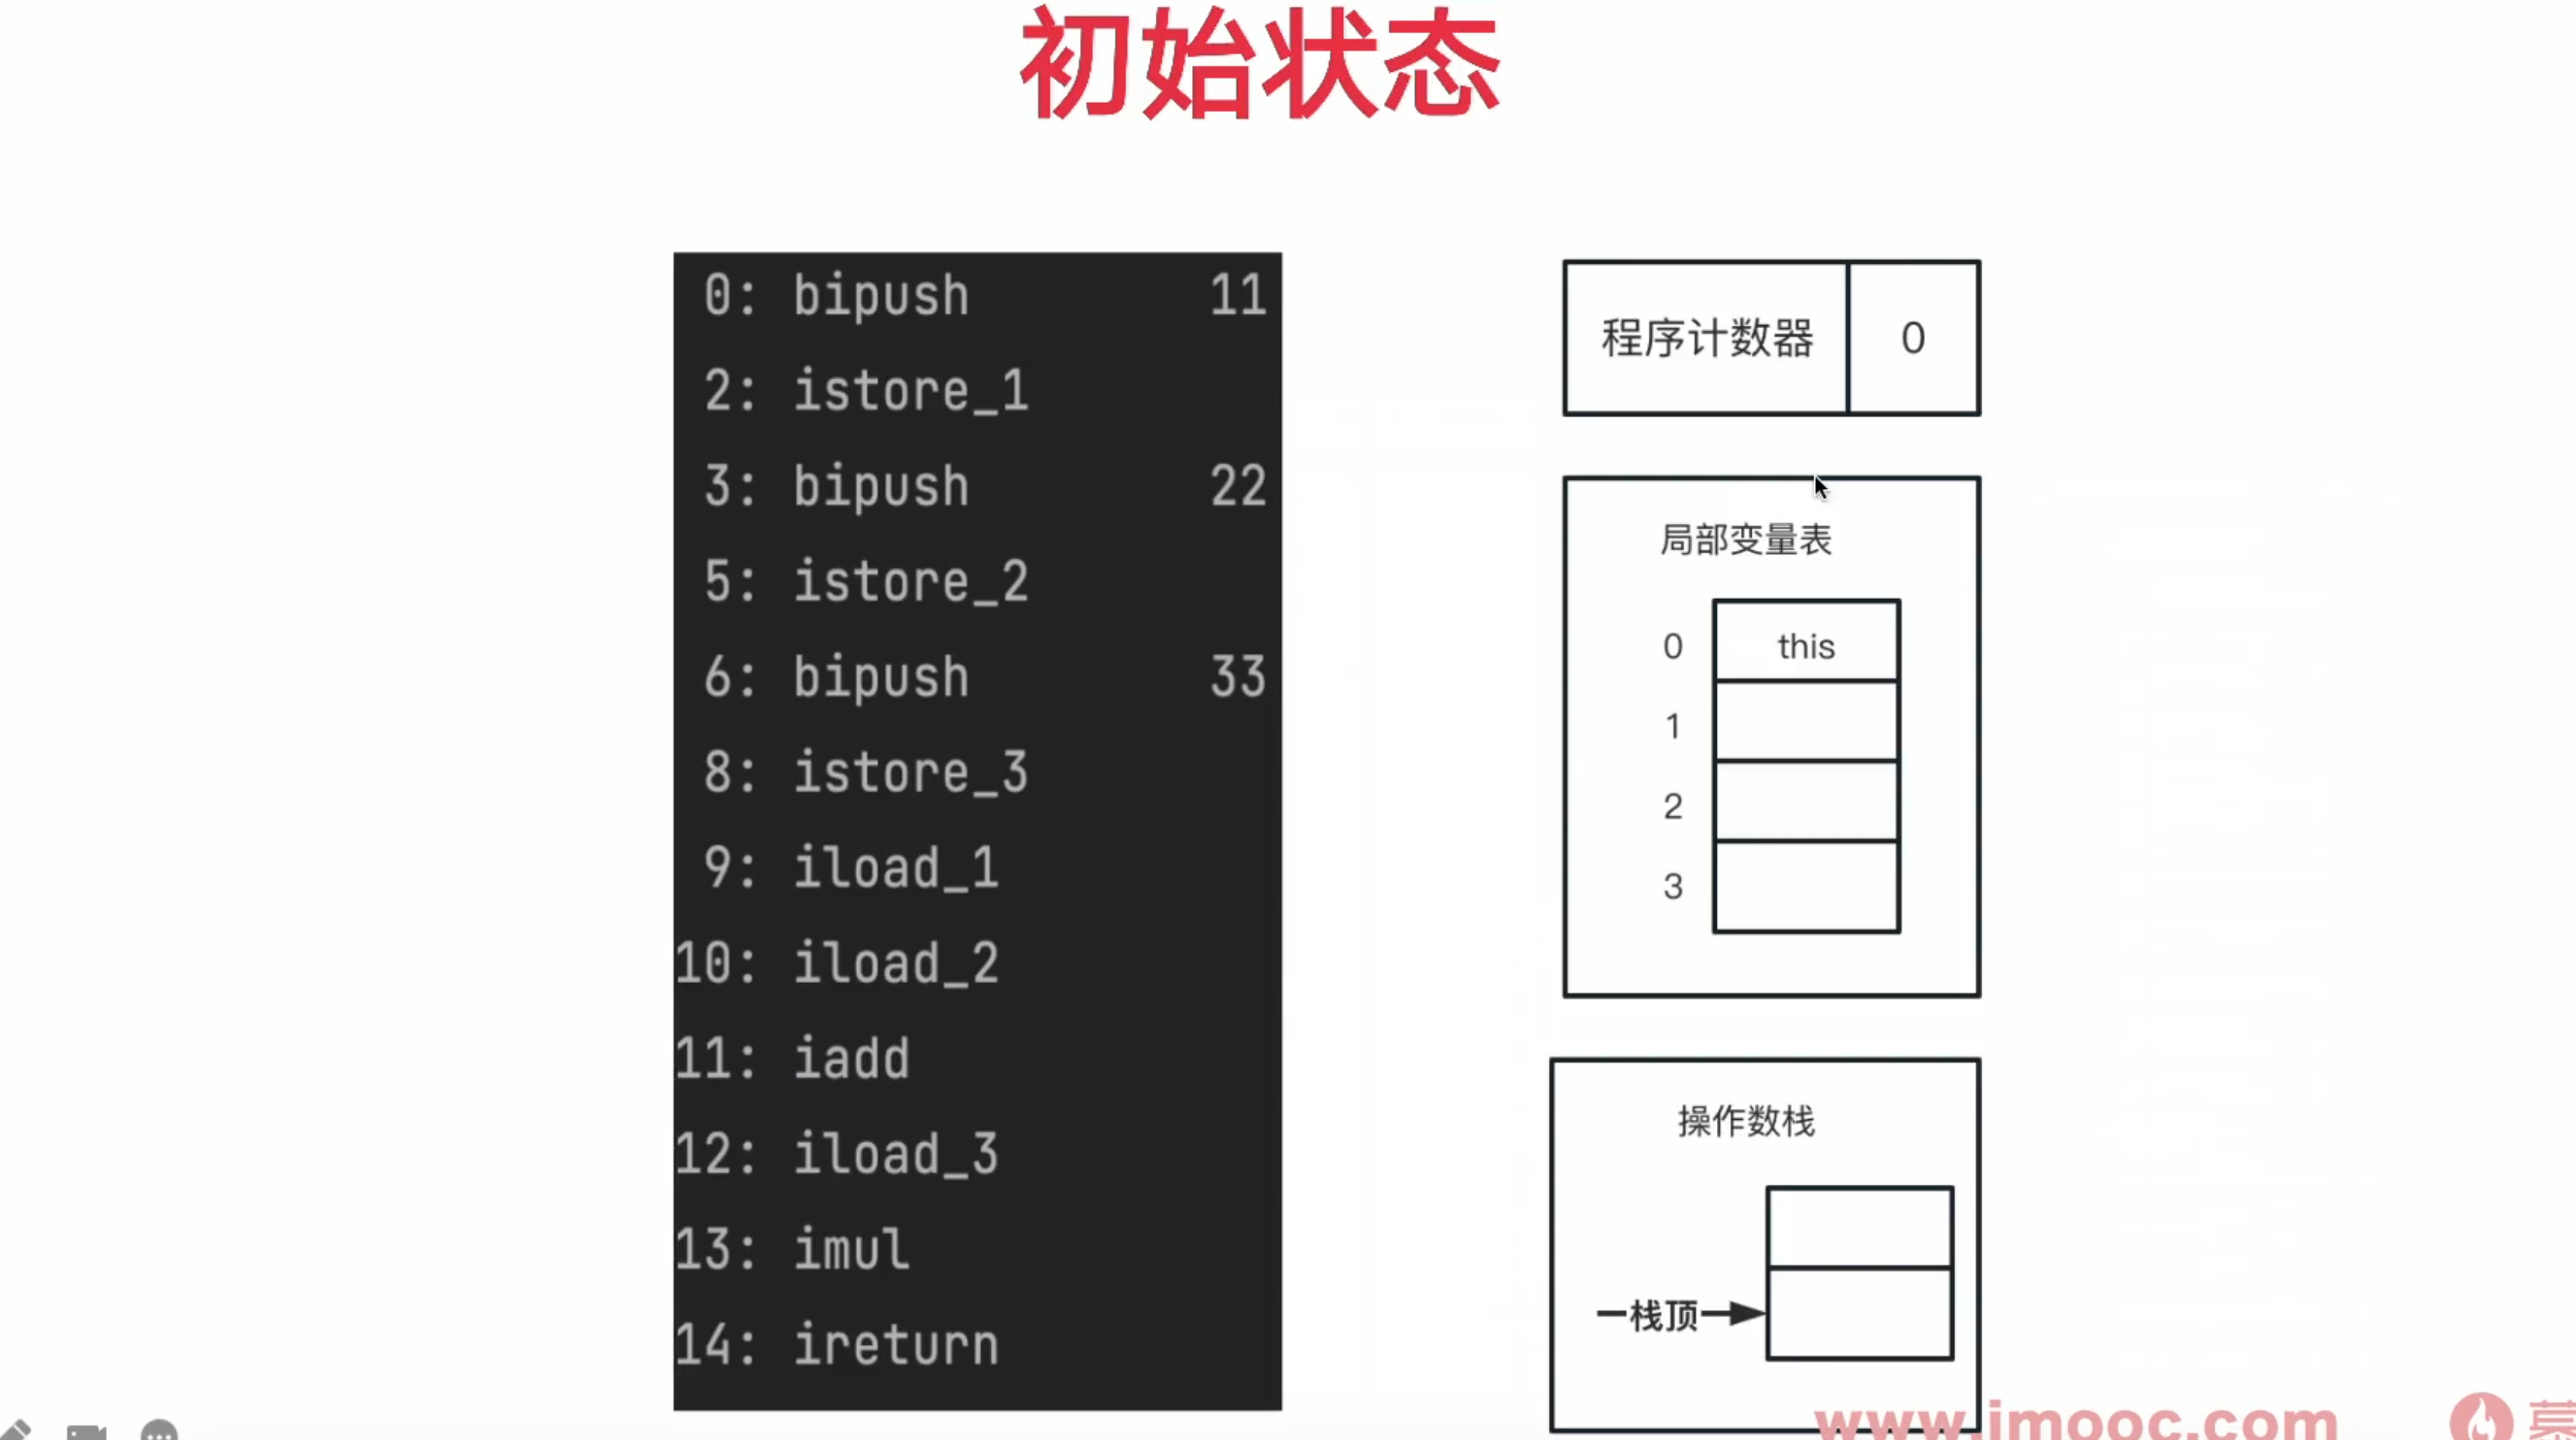 初始状态
0: bipush 11
2: istore_1
3: bipush 22
5: istore_2
6: bipush 33
8: istore_3
9: iload_1
10: iload_2
11: iadd
12: iload_3
13: imul
14: ireturn
程序计数器 0
局部变量表
0 this
1
2
3
操作数栈
栈顶
www.imooc.com